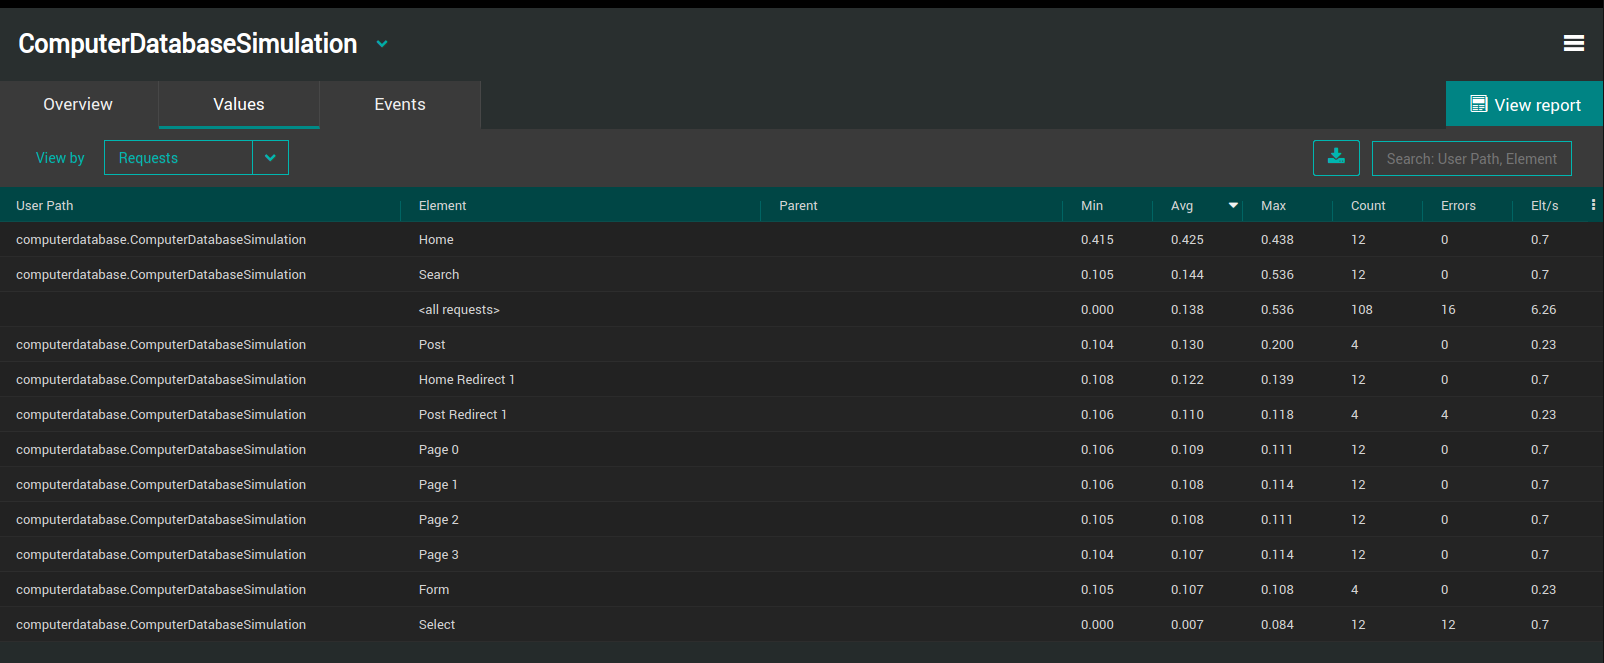 ComputerDatabaseSimulation
Overview Values Events View report
View by Requests Search: User Path, Element
User Path Element Parent Min Avg Max Count Errors Elt/s
computerdatabase.ComputerDatabaseSimulation Home 0.415 0.425 0.438 12 0 0.7
computerdatabase.ComputerDatabaseSimulation Search 0.105 0.144 0.536 12 0 0.7
<all requests> 0.000 0.138 0.536 108 16 6.26
computerdatabase.ComputerDatabaseSimulation Post 0.104 0.130 0.200 4 0 0.23
computerdatabase.ComputerDatabaseSimulation Home Redirect 1 0.108 0.122 0.139 12 0 0.7
computerdatabase.ComputerDatabaseSimulation Post Redirect 1 0.106 0.110 0.118 4 4 0.23
computerdatabase.ComputerDatabaseSimulation Page 0 0.106 0.109 0.111 12 0 0.7
computerdatabase.ComputerDatabaseSimulation Page 1 0.106 0.108 0.114 12 0 0.7
computerdatabase.ComputerDatabaseSimulation Page 2 0.105 0.108 0.111 12 0 0.7
computerdatabase.ComputerDatabaseSimulation Page 3 0.104 0.107 0.114 12 0 0.7
computerdatabase.ComputerDatabaseSimulation Form 0.105 0.107 0.108 4 0 0.23
computerdatabase.ComputerDatabaseSimulation Select 0.000 0.007 0.084 12 12 0.7